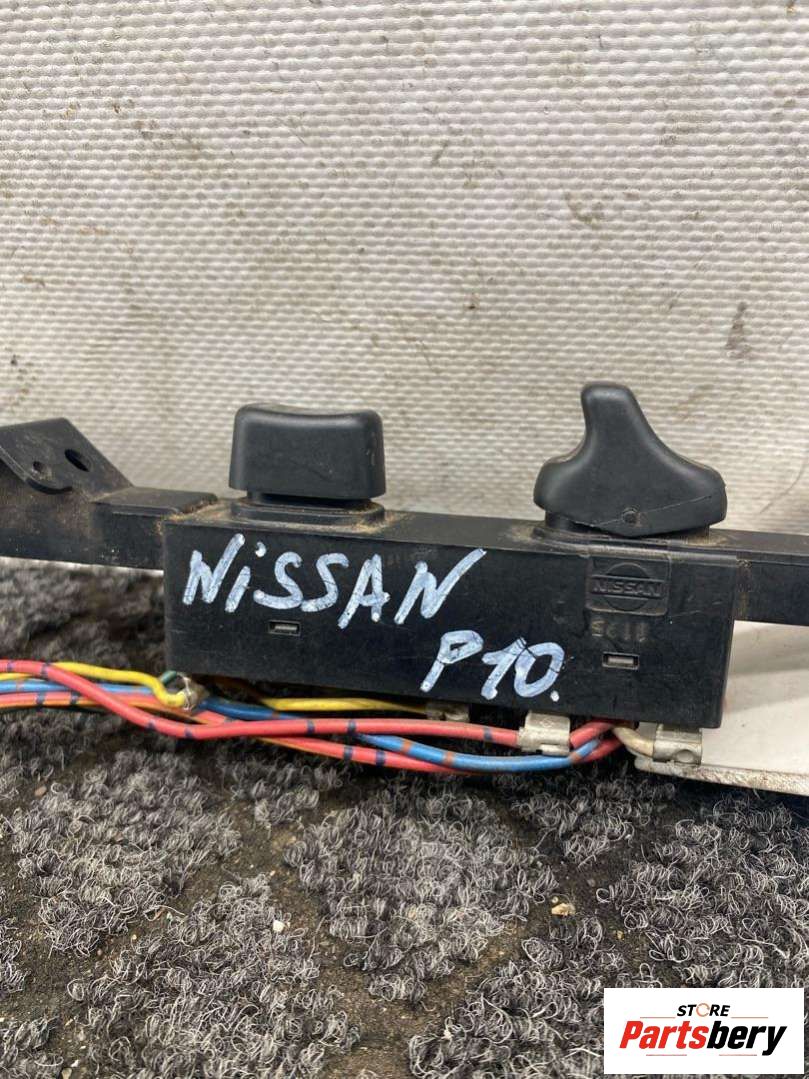 NiSSAN
P10.
NISSAN
STORE
Partsbery